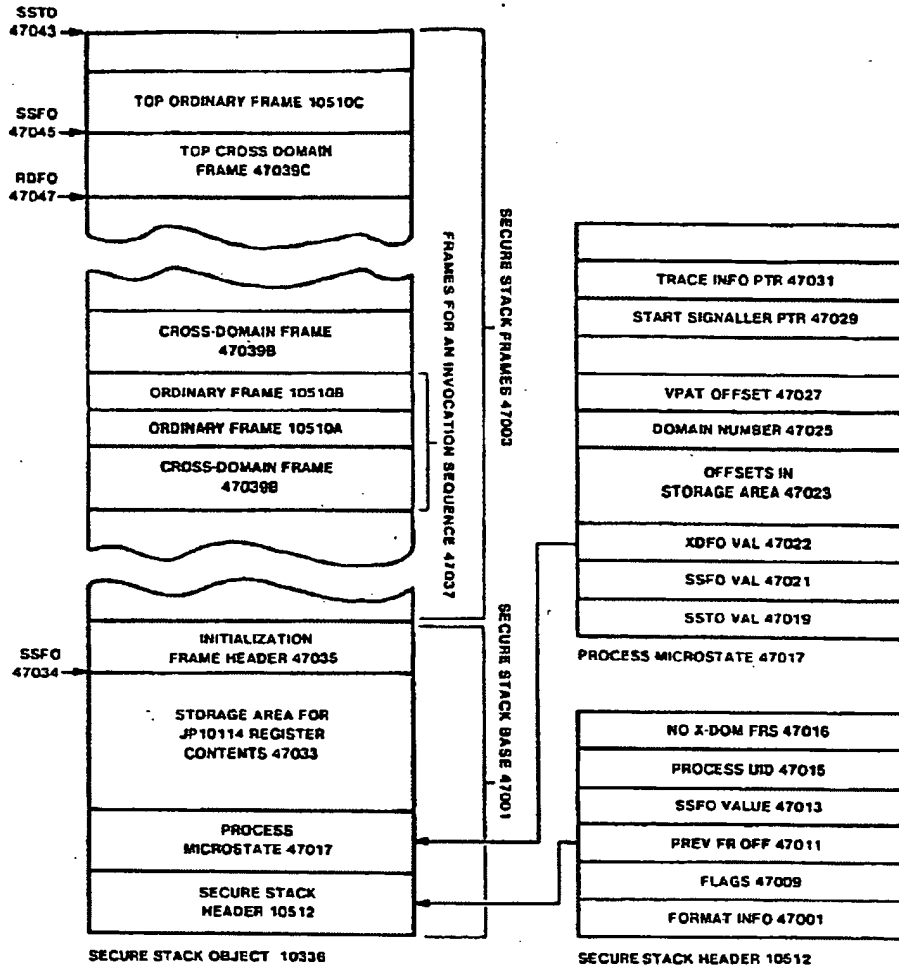 SSTO
47043
TOP ORDINARY FRAME 10510C
SSFO
47045
TOP CROSS DOMAIN
FRAME 47039C
RDFO
47047
CROSS-DOMAIN FRAME
47039B
ORDINARY FRAME 10510B
ORDINARY FRAME 10510A
CROSS-DOMAIN FRAME
47039B
INITIALIZATION
FRAME HEADER 47035
SSFO
47034
STORAGE AREA FOR
JP10114 REGISTER
CONTENTS 47033
PROCESS
MICROSTATE 47017
SECURE STACK
HEADER 10512
SECURE STACK OBJECT 10336
FRAMES FOR AN INVOCATION SEQUENCE 47037
SECURE STACK FRAMES 47003
SECURE STACK BASE 47001
TRACE INFO PTR 47031
START SIGNALLER PTR 47029
VPAT OFFSET 47027
DOMAIN NUMBER 47025
OFFSETS IN
STORAGE AREA 47023
XDFO VAL 47022
SSFO VAL 47021
SSTO VAL 47019
PROCESS MICROSTATE 47017
NO X-DOM FRS 47016
PROCESS UID 47015
SSFO VALUE 47013
PREV FR OFF 47011
FLAGS 47009
FORMAT INFO 47001
SECURE STACK HEADER 10512